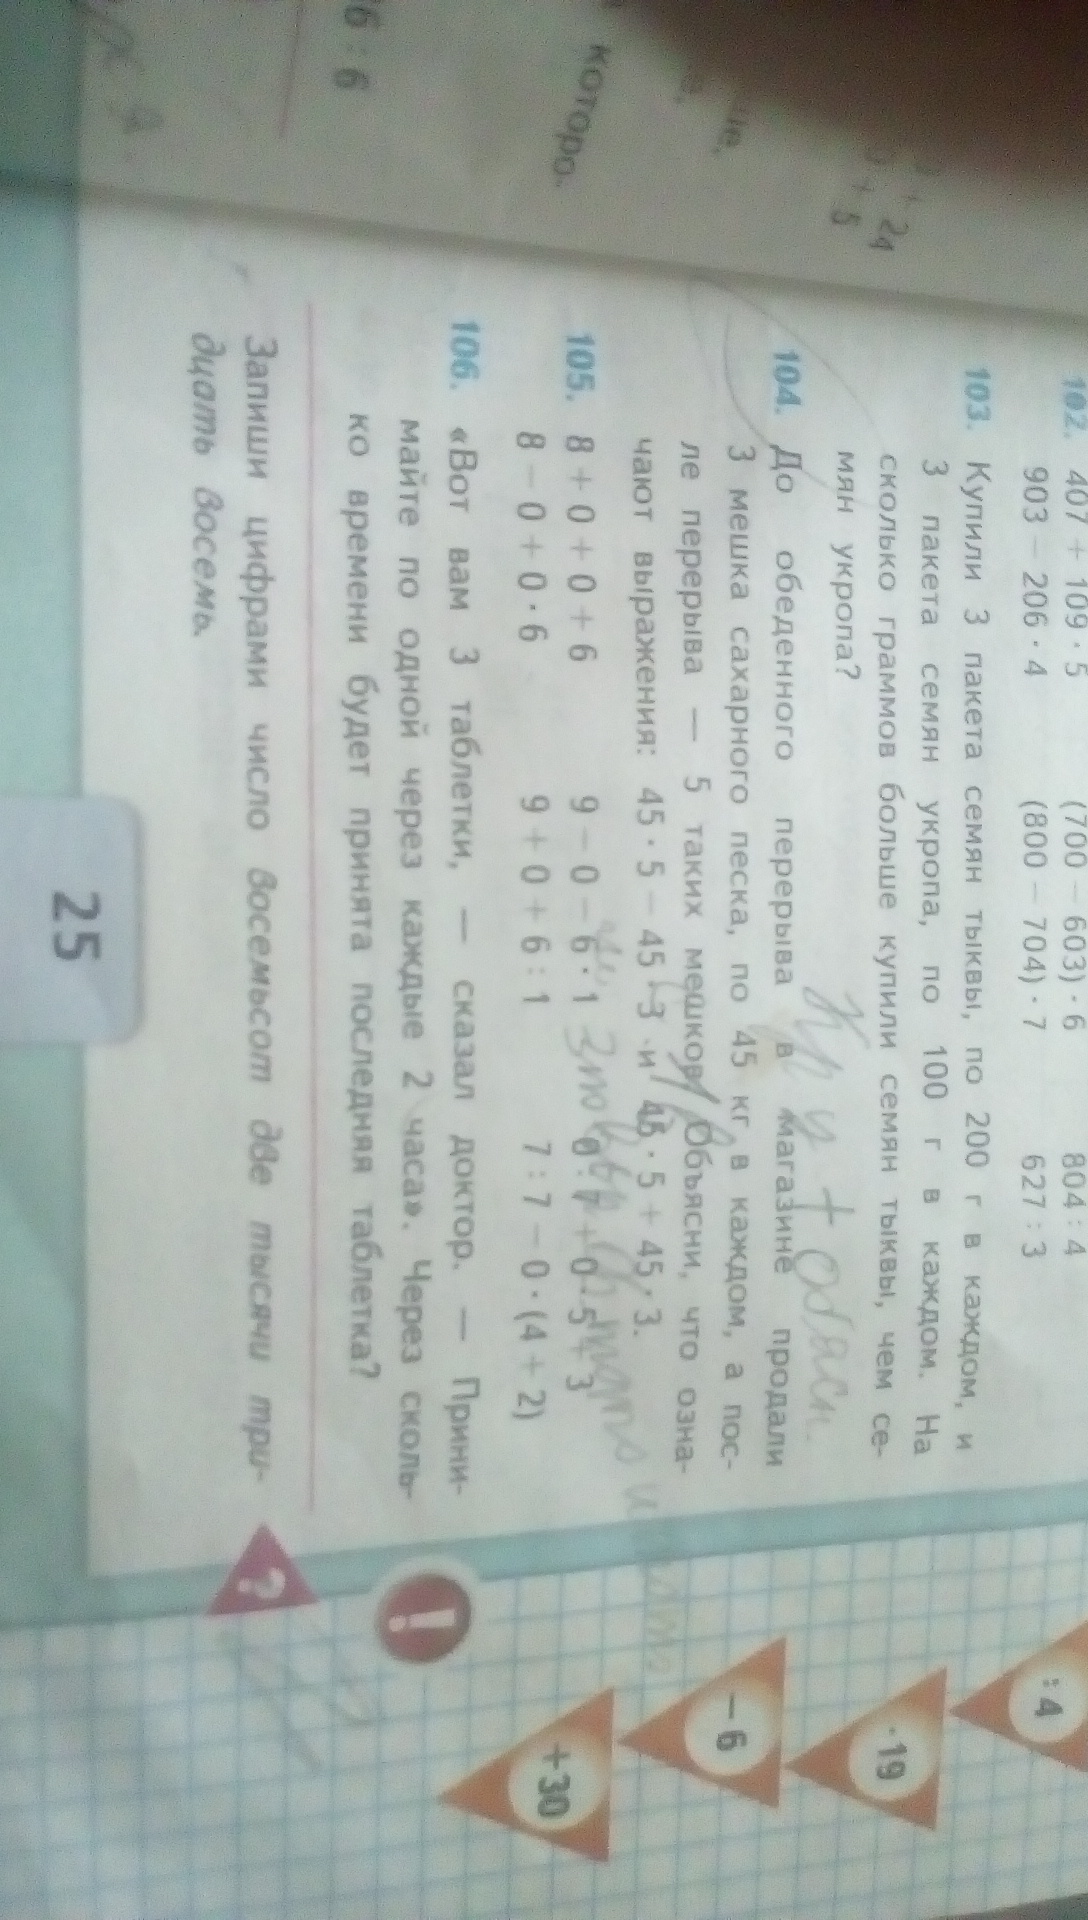 6 : 6
которо-
102. 407 + 109 · 5 (700 − 603) · 6 804 : 4
903 − 206 · 4 (800 − 704) · 7 627 : 3
103. Купили 3 пакета семян тыквы, по 200 г в каждом, и
3 пакета семян укропа, по 100 г в каждом. На
сколько граммов больше купили семян тыквы, чем се-
мян укропа?
104. До обеденного перерыва в магазине продали
3 мешка сахарного песка, по 45 кг в каждом, а пос-
ле перерыва — 5 таких мешков. Объясни, что озна-
чают выражения: 45 · 5 − 45 · 3 и 45 · 5 + 45 · 3.
105. 8 + 0 + 0 + 6 9 − 0 − 6 · 1 0 : 7 + 0 · 5 + 3
8 − 0 + 0 · 6 9 + 0 + 6 : 1 7 : 7 − 0 · (4 + 2)
106. «Вот вам 3 таблетки, — сказал доктор. — Прини-
майте по одной через каждые 2 часа». Через сколь-
ко времени будет принята последняя таблетка?
Запиши цифрами число восемьсот две тысячи три-
дцать восемь.
?
!
: 4
· 19
− 6
+30
25